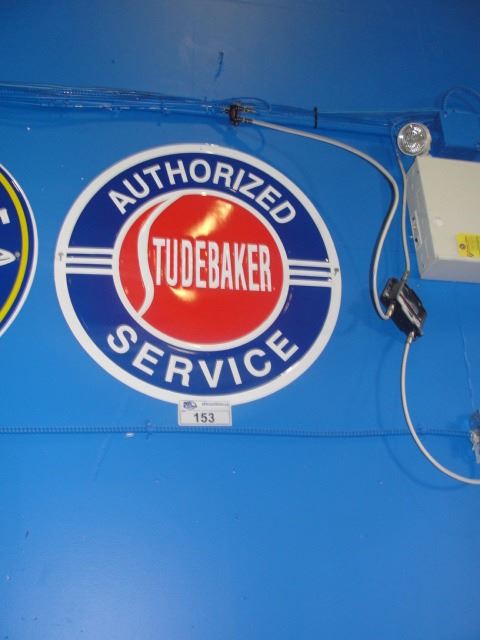 AUTHORIZED
STUDEBAKER
SERVICE
153